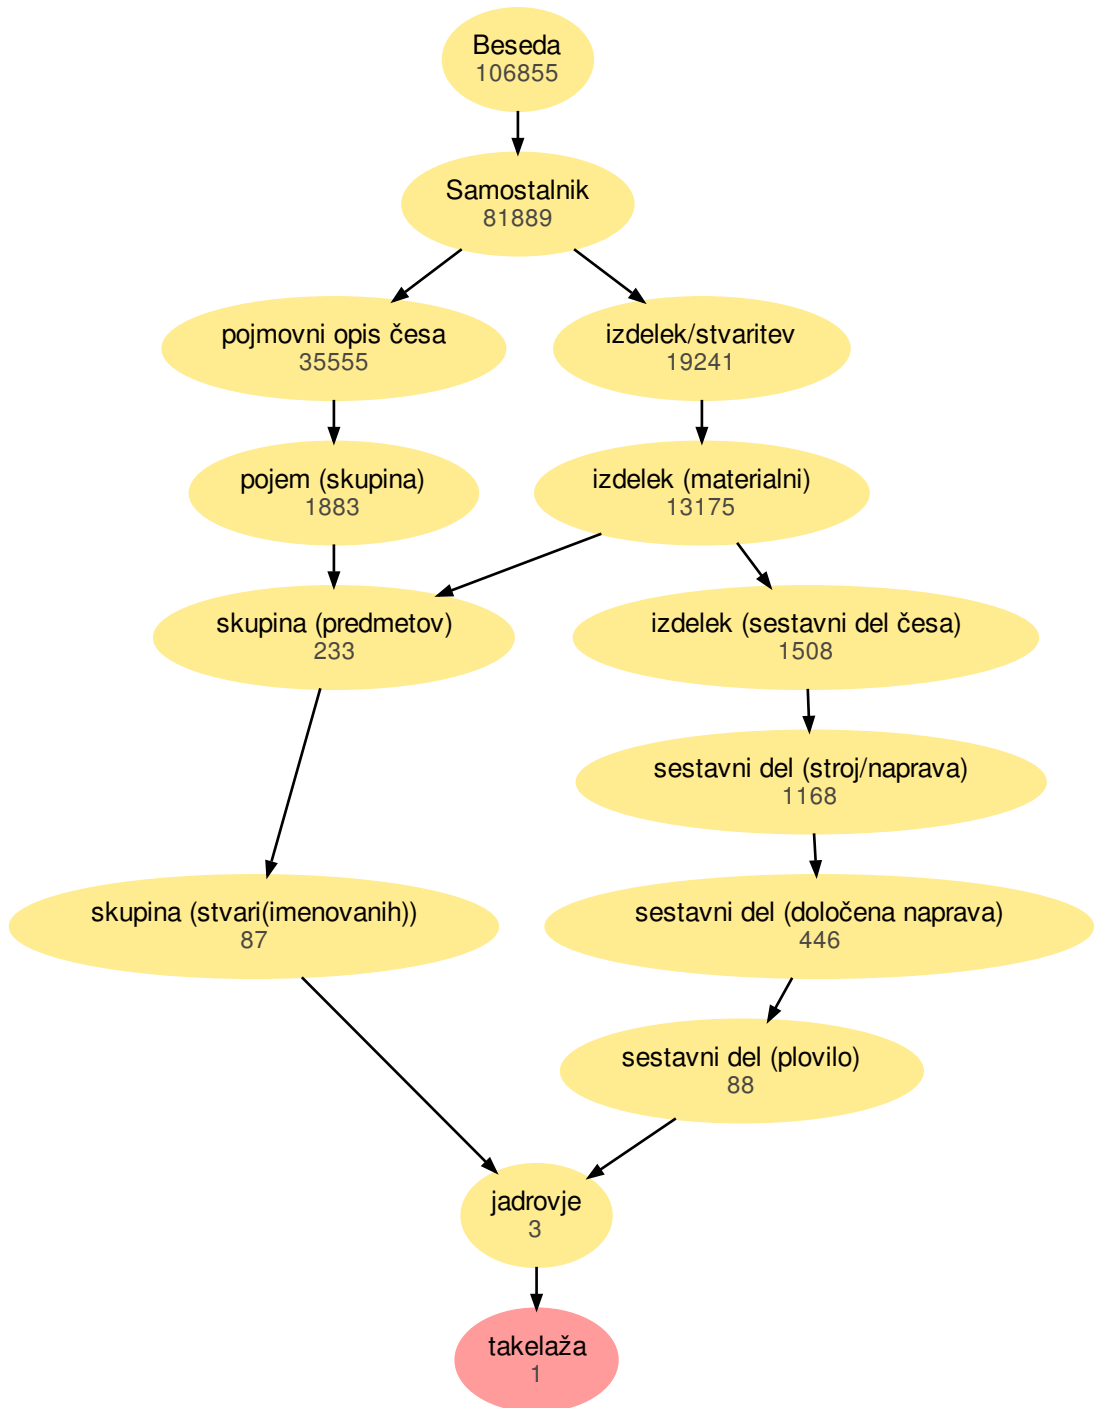 Beseda
106855
Samostalnik
81889
pojmovni opis česa
35555
izdelek/stvaritev
19241
pojem (skupina)
1883
izdelek (materialni)
13175
skupina (predmetov)
233
izdelek (sestavni del česa)
1508
sestavni del (stroj/naprava)
1168
skupina (stvari(imenovanih))
87
sestavni del (določena naprava)
446
sestavni del (plovilo)
88
jadrovje
3
takelaža
1